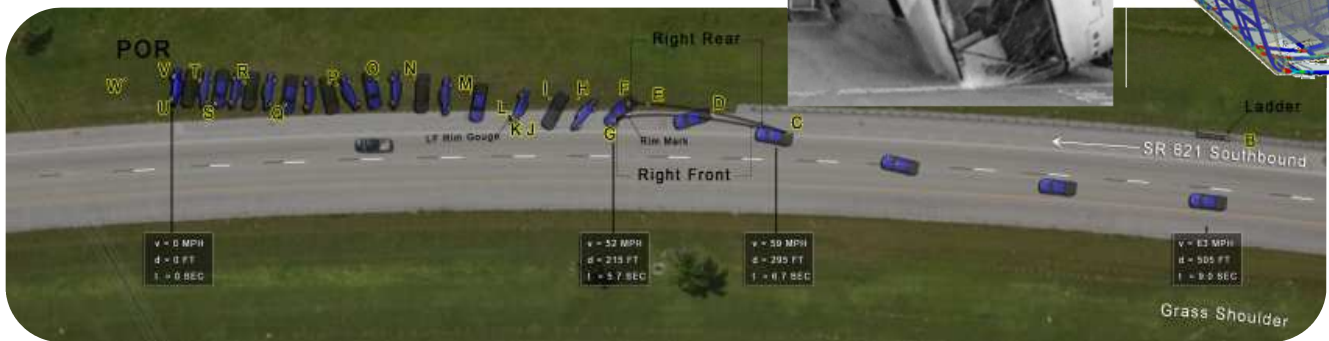 Right Rear
POR
V T R P O N M I H F E D C
W'
U S Q L K J G
LF Rim Gouge
Rim Mark
Right Front
Ladder
B
SR 821 Southbound
v = 0 MPH
d = 0 FT
t = 0 SEC
v = 52 MPH
d = 215 FT
t = 5.7 SEC
v = 59 MPH
d = 295 FT
t = 6.7 SEC
v = 63 MPH
d = 505 FT
t = 9.0 SEC
Grass Shoulder